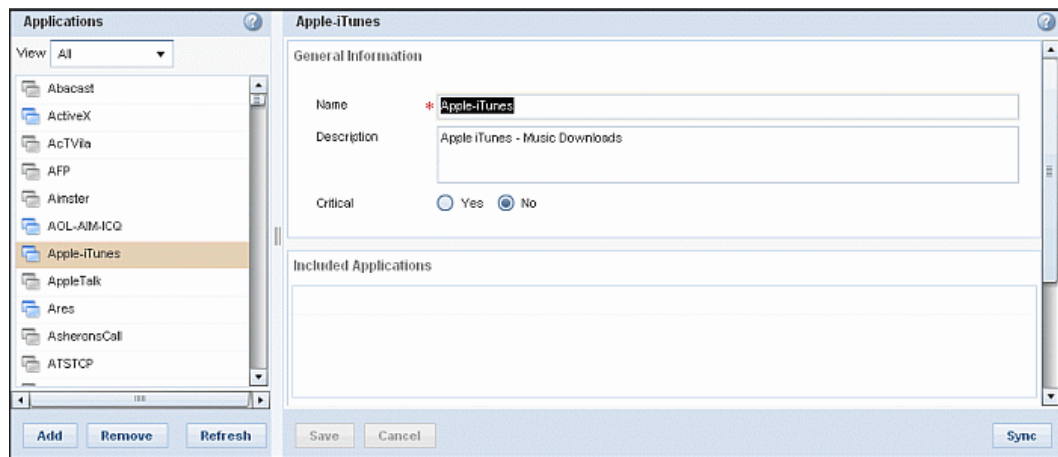 Applications
View All
Abacast
ActiveX
AcTVila
AFP
Aimster
AOL-AIM-ICQ
Apple-iTunes
AppleTalk
Ares
AsheronsCall
ATSTCP
Add Remove Refresh
Apple-iTunes
General Information
Name * Apple-iTunes
Description Apple iTunes - Music Downloads
Critical Yes No
Included Applications
Save Cancel Sync